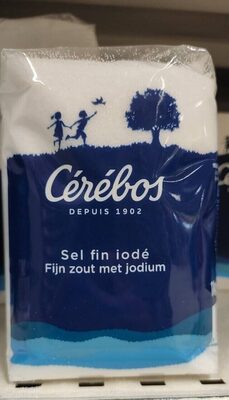 Cérébos
DEPUIS 1902
Sel fin iodé
Fijn zout met jodium